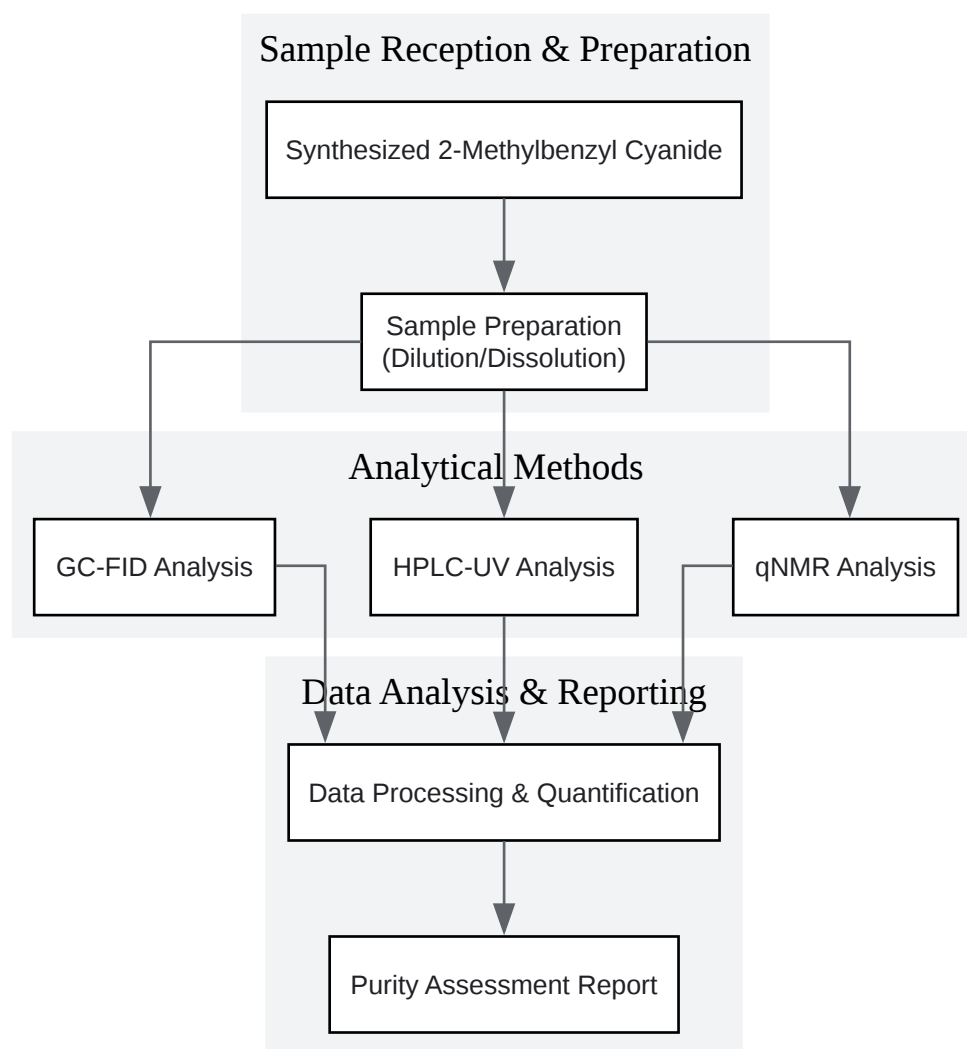 Sample Reception & Preparation
Synthesized 2-Methylbenzyl Cyanide
Sample Preparation
(Dilution/Dissolution)
Analytical Methods
GC-FID Analysis
HPLC-UV Analysis
qNMR Analysis
Data Analysis & Reporting
Data Processing & Quantification
Purity Assessment Report